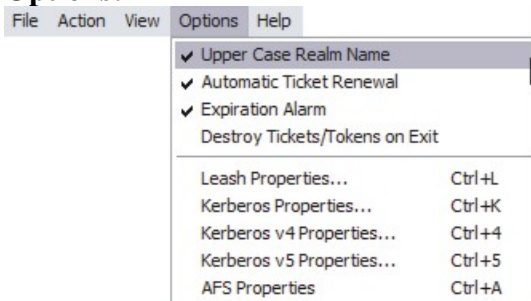 File Action View Options Help
Upper Case Realm Name
Automatic Ticket Renewal
Expiration Alarm
Destroy Tickets/Tokens on Exit
Leash Properties... Ctrl+L
Kerberos Properties... Ctrl+K
Kerberos v4 Properties... Ctrl+4
Kerberos v5 Properties... Ctrl+5
AFS Properties Ctrl+A